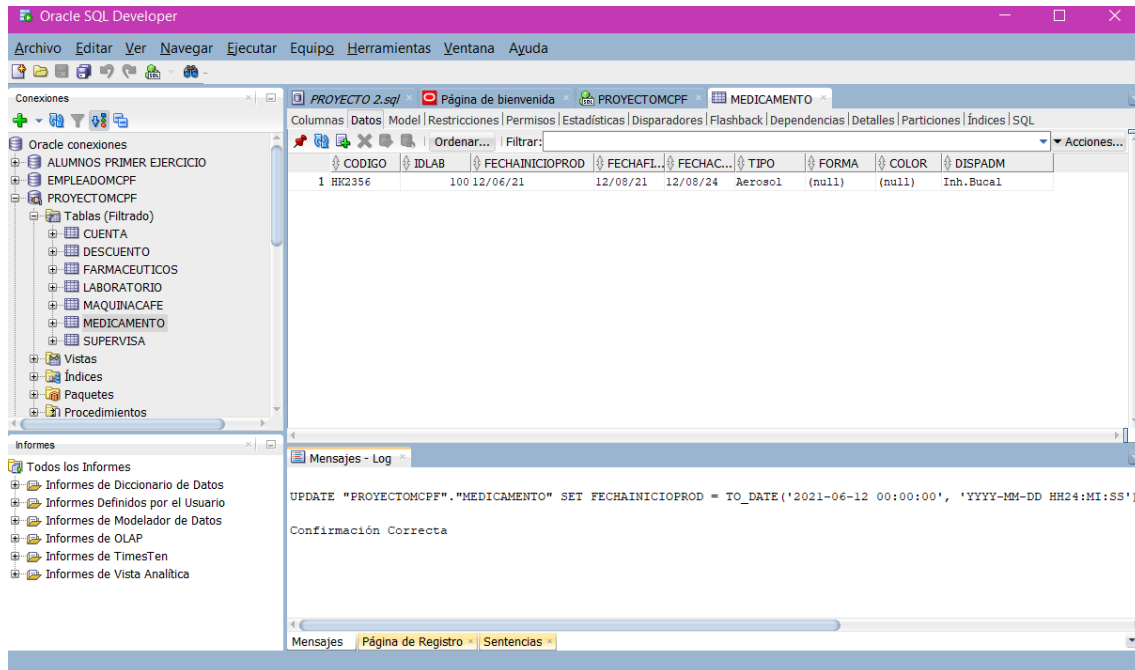 Oracle SQL Developer
Archivo Editar Ver Navegar Ejecutar Equipo Herramientas Ventana Ayuda
Conexiones
Oracle conexiones
ALUMNOS PRIMER EJERCICIO
EMPLEADOMCPF
PROYECTOMCPF
Tablas (Filtrado)
CUENTA
DESCUENTO
FARMACEUTICOS
LABORATORIO
MAQUINACAFE
MEDICAMENTO
SUPERVISA
Vistas
Índices
Paquetes
Procedimientos
Informes
Todos los Informes
Informes de Diccionario de Datos
Informes Definidos por el Usuario
Informes de Modelador de Datos
Informes de OLAP
Informes de TimesTen
Informes de Vista Analítica
PROYECTO 2.sql Página de bienvenida PROYECTOMCPF MEDICAMENTO
Columnas Datos Model | Restricciones | Permisos | Estadísticas | Disparadores | Flashback | Dependencias | Detalles | Particiones | Índices | SQL
Ordenar... Filtrar: Acciones...
CODIGO IDLAB FECHAINICIOPROD FECHAFI... FECHAC... TIPO FORMA COLOR DISPADM
1 HK2356 100 12/06/21 12/08/21 12/08/24 Aerosol (null) (null) Inh.Bucal
Mensajes - Log
UPDATE "PROYECTOMCPF"."MEDICAMENTO" SET FECHAINICIOPROD = TO_DATE('2021-06-12 00:00:00', 'YYYY-MM-DD HH24:MI:SS')
Confirmación Correcta
Mensajes Página de Registro Sentencias